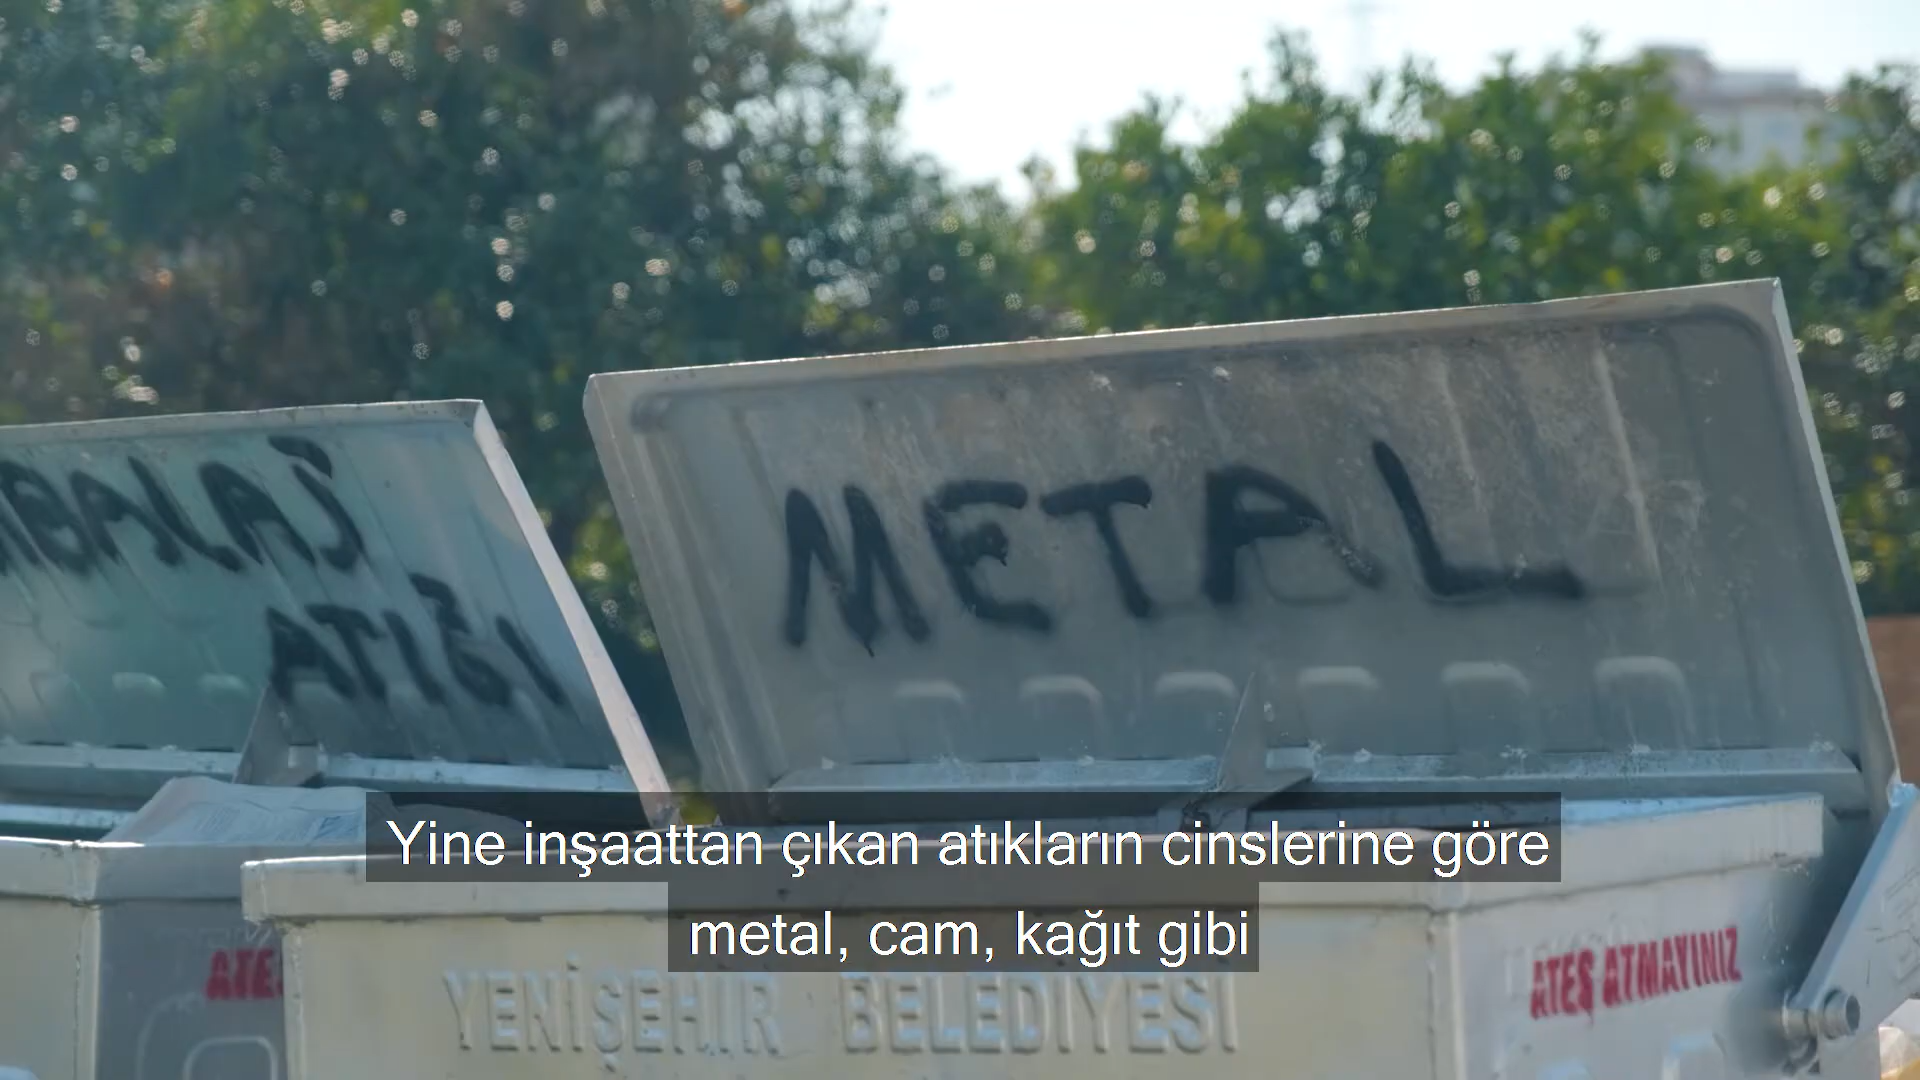 ATIĞI
METAL
Yine inşaattan çıkan atıkların cinslerine göre
metal, cam, kağıt gibi
YENİŞEHİR BELEDİYESİ
ATEŞ ATMAYINIZ